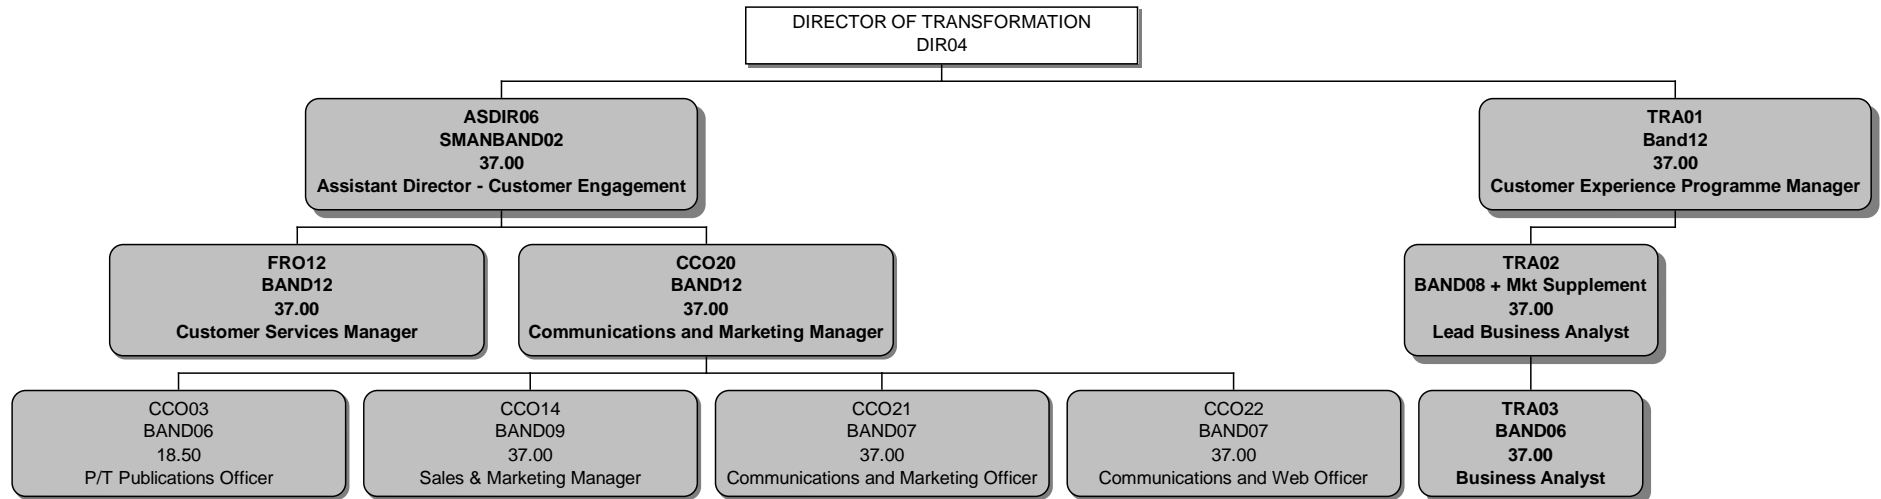 DIRECTOR OF TRANSFORMATION
DIR04
ASDIR06
SMANBAND02
37.00
Assistant Director - Customer Engagement
TRA01
Band12
37.00
Customer Experience Programme Manager
FRO12
BAND12
37.00
Customer Services Manager
CCO20
BAND12
37.00
Communications and Marketing Manager
TRA02
BAND08 + Mkt Supplement
37.00
Lead Business Analyst
CCO03
BAND06
18.50
P/T Publications Officer
CCO14
BAND09
37.00
Sales & Marketing Manager
CCO21
BAND07
37.00
Communications and Marketing Officer
CCO22
BAND07
37.00
Communications and Web Officer
TRA03
BAND06
37.00
Business Analyst